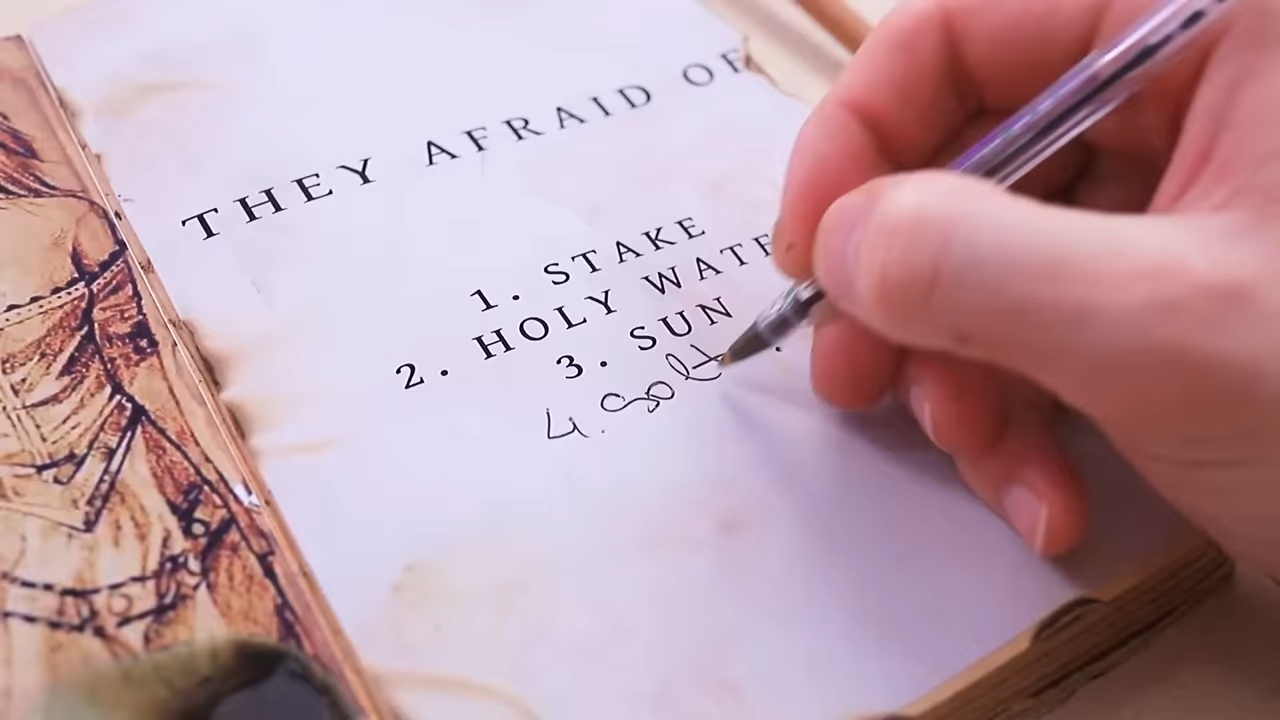 THEY AFRAID OF
1. STAKE
2. HOLY WATE
3. SUN
4. Salt